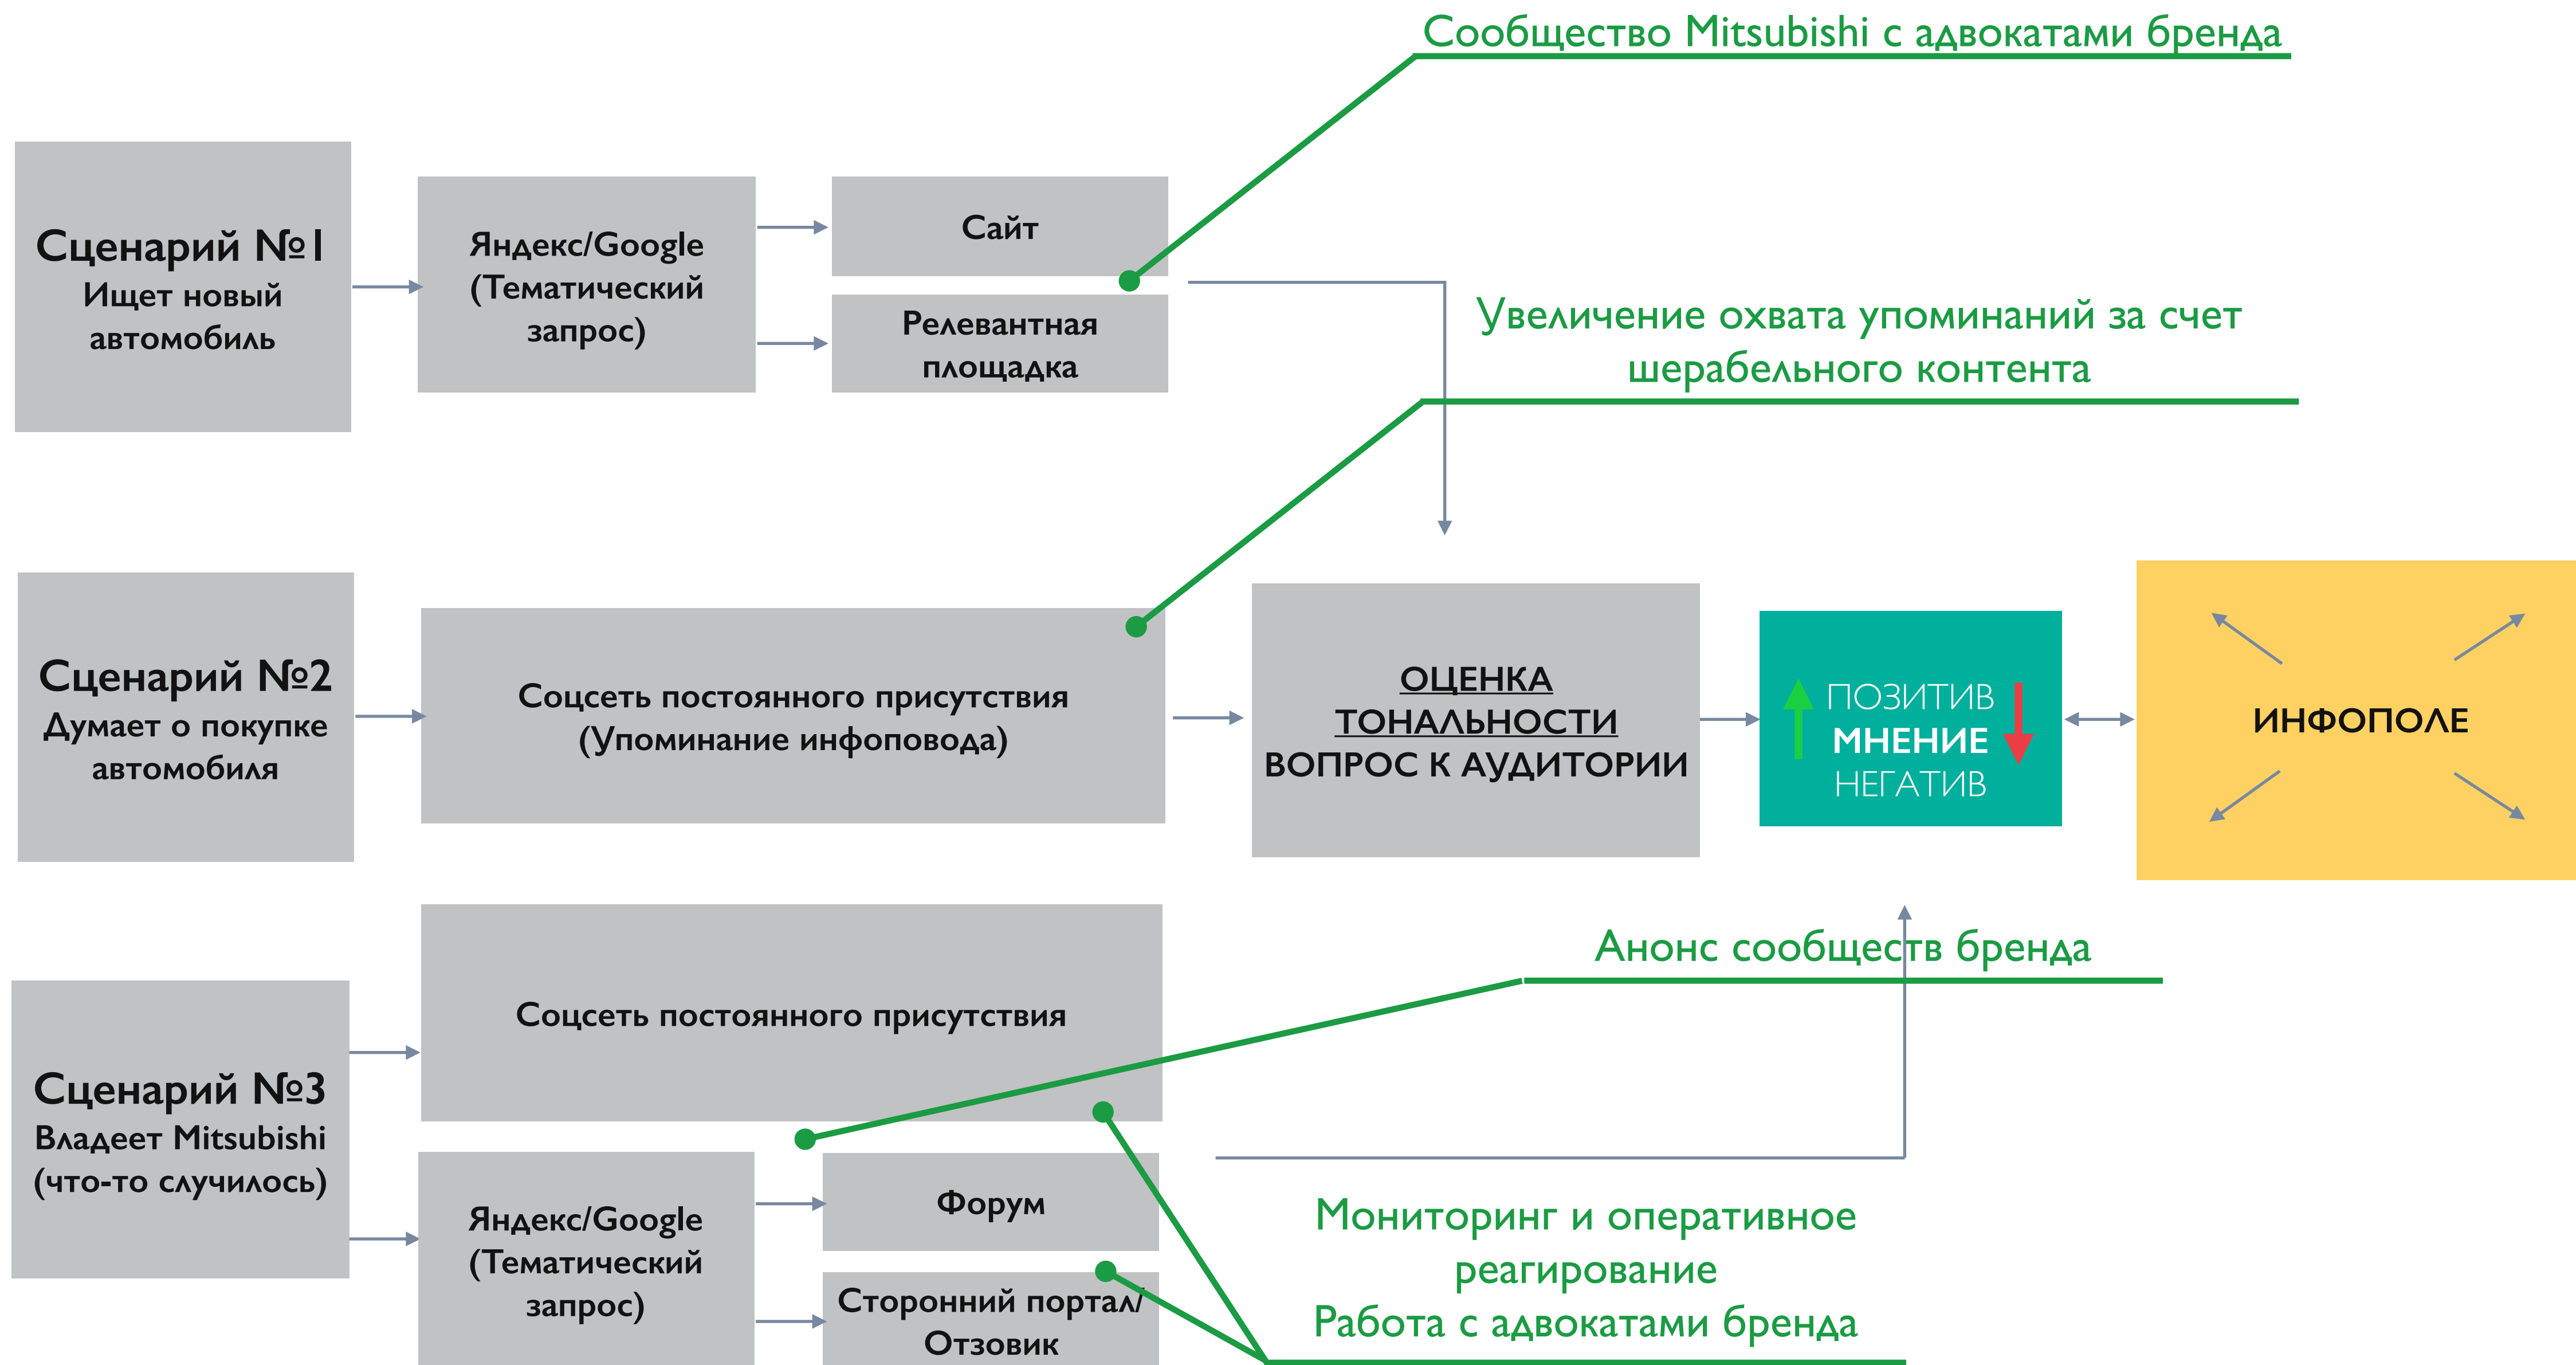 Сообщество Mitsubishi с адвокатами бренда
Сценарий №1
Ищет новый
автомобиль
Яндекс/Google
(Тематический
запрос)
Сайт
Релевантная
площадка
Увеличение охвата упоминаний за счет
шерабельного контента
Сценарий №2
Думает о покупке
автомобиля
Соцсеть постоянного присутствия
(Упоминание инфоповода)
ОЦЕНКА
ТОНАЛЬНОСТИ
ВОПРОС К АУДИТОРИИ
ПОЗИТИВ
МНЕНИЕ
НЕГАТИВ
ИНФОПОЛЕ
Анонс сообществ бренда
Сценарий №3
Владеет Mitsubishi
(что-то случилось)
Соцсеть постоянного присутствия
Яндекс/Google
(Тематический
запрос)
Форум
Сторонний портал/
Отзовик
Мониторинг и оперативное
реагирование
Работа с адвокатами бренда